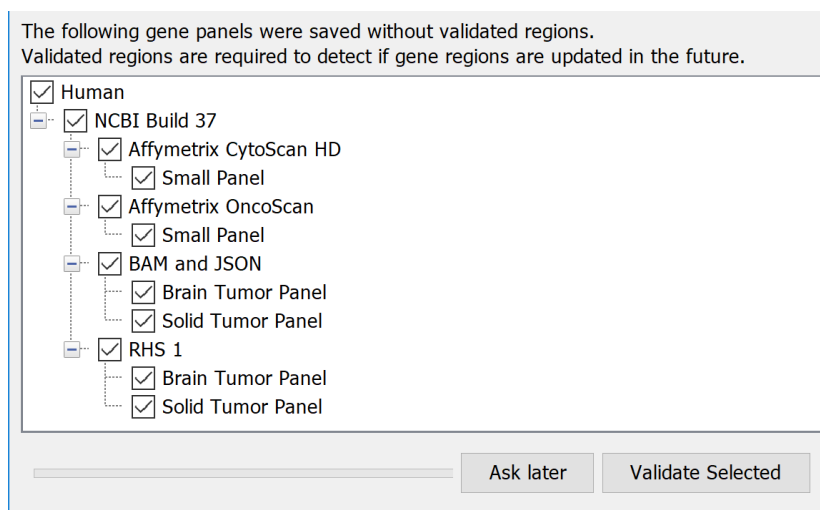 The following gene panels were saved without validated regions.
Validated regions are required to detect if gene regions are updated in the future.
Human
NCBI Build 37
Affymetrix CytoScan HD
Small Panel
Affymetrix OncoScan
Small Panel
BAM and JSON
Brain Tumor Panel
Solid Tumor Panel
RHS 1
Brain Tumor Panel
Solid Tumor Panel
Ask later
Validate Selected